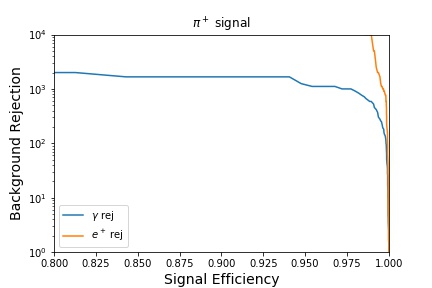 π⁺ signal
Background Rejection
10⁴
10³
10²
10¹
10⁰
γ rej
e⁺ rej
0.800 0.825 0.850 0.875 0.900 0.925 0.950 0.975 1.000
Signal Efficiency